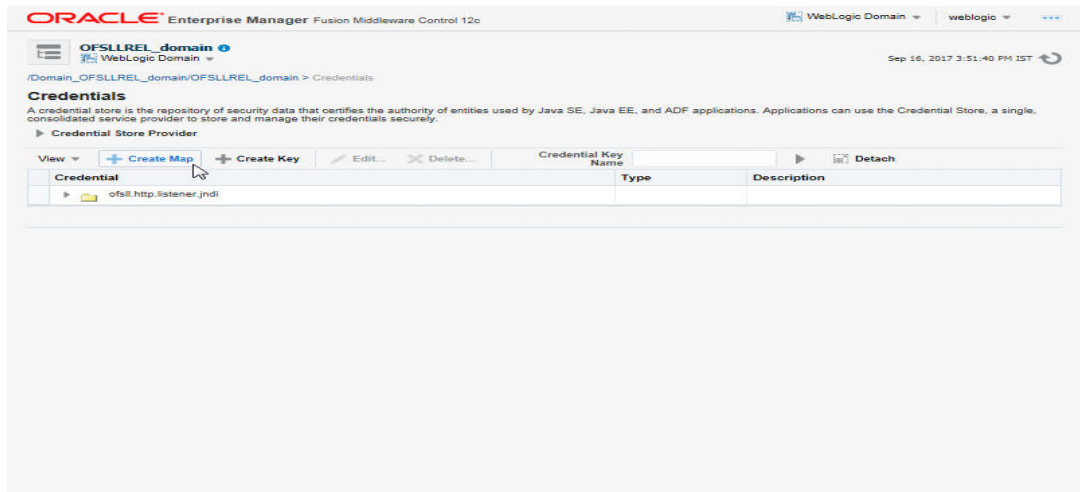 ORACLE Enterprise Manager Fusion Middleware Control 12c
WebLogic Domain
weblogic
OFSLLREL_domain
WebLogic Domain
Sep 16, 2017 3:51:40 PM IST
/Domain_OFSLLREL_domain/OFSLLREL_domain > Credentials
Credentials
A credential store is the repository of security data that certifies the authority of entities used by Java SE, Java EE, and ADF applications. Applications can use the Credential Store, a single,
consolidated service provider to store and manage their credentials securely.
Credential Store Provider
View
Create Map
Create Key
Edit...
Delete...
Credential Key
Name
Detach
Credential
Type
Description
ofsll.http.listener.jndi